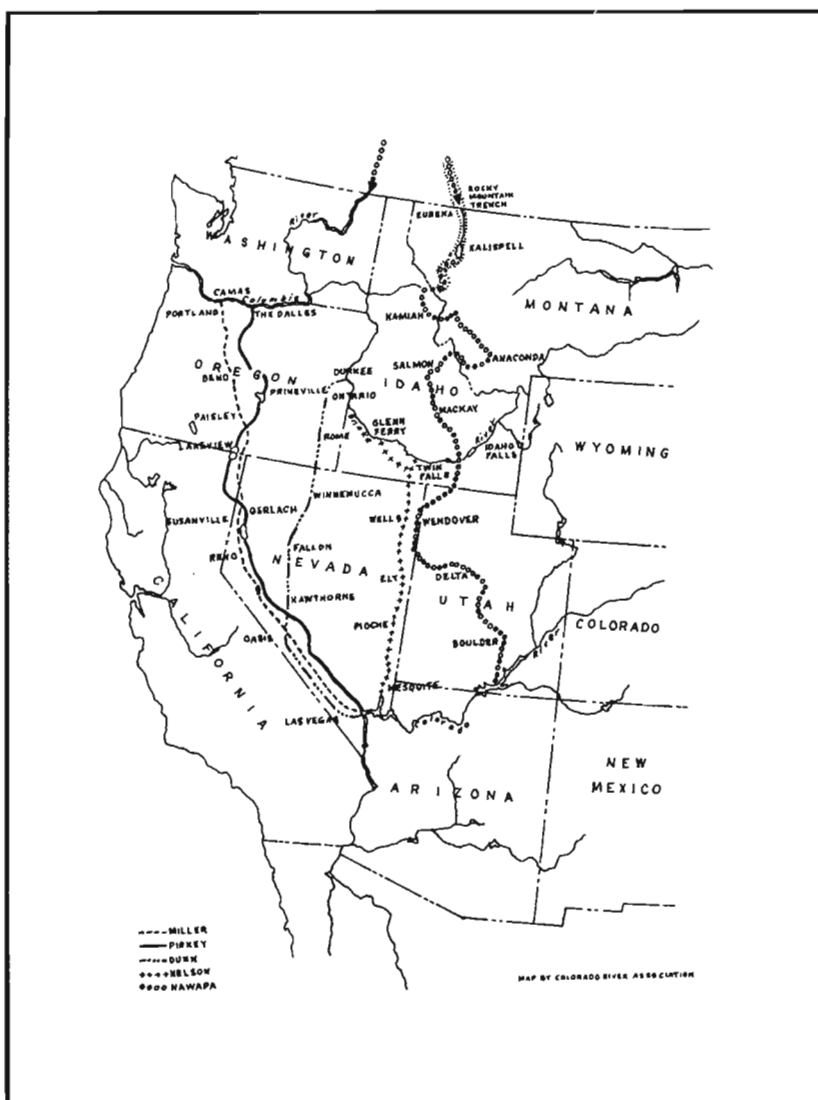 ROCKY
MOUNTAIN
TRENCH
EUREKA
River
KALISPELL
WASHINGTON
MONTANA
CAMAS
Columbia
PORTLAND
THE DALLES
KAMIAH
ANACONDA
SALMON
OREGON
DURKEE
BEND
IDAHO
PRINEVILLE
ONTARIO
MACKAY
PAISLEY
GLENN
FERRY
River
ROME
IDAHO
FALLS
WYOMING
LAKEVIEW
TWIN
FALLS
WINNEMUCCA
GERLACH
SUSANVILLE
WELLS
WENDOVER
FALLON
RENO
NEVADA
ELY
DELTA
UTAH
HAWTHORNE
CALIFORNIA
PIOCHE
COLORADO
OASIS
BOULDER
River
MESQUITE
LAS VEGAS
Colorado
NEW
MEXICO
ARIZONA
MILLER
PIRKEY
DUNN
NELSON
NAWAPA
MAP BY COLORADO RIVER ASSOCIATION